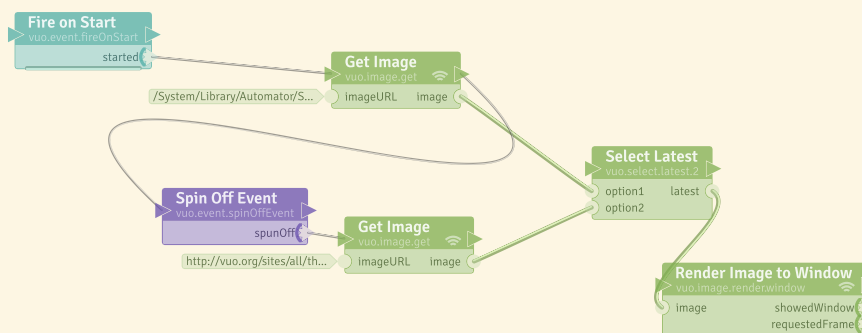 Fire on Start
vuo.event.fireOnStart
started
Get Image
vuo.image.get
/System/Library/Automator/S...
imageURL image
Select Latest
vuo.select.latest.2
option1 latest
option2
Spin Off Event
vuo.event.spinOffEvent
spunOff
Get Image
vuo.image.get
http://vuo.org/sites/all/th...
imageURL image
Render Image to Window
vuo.image.render.window
image showedWindow
requestedFrame